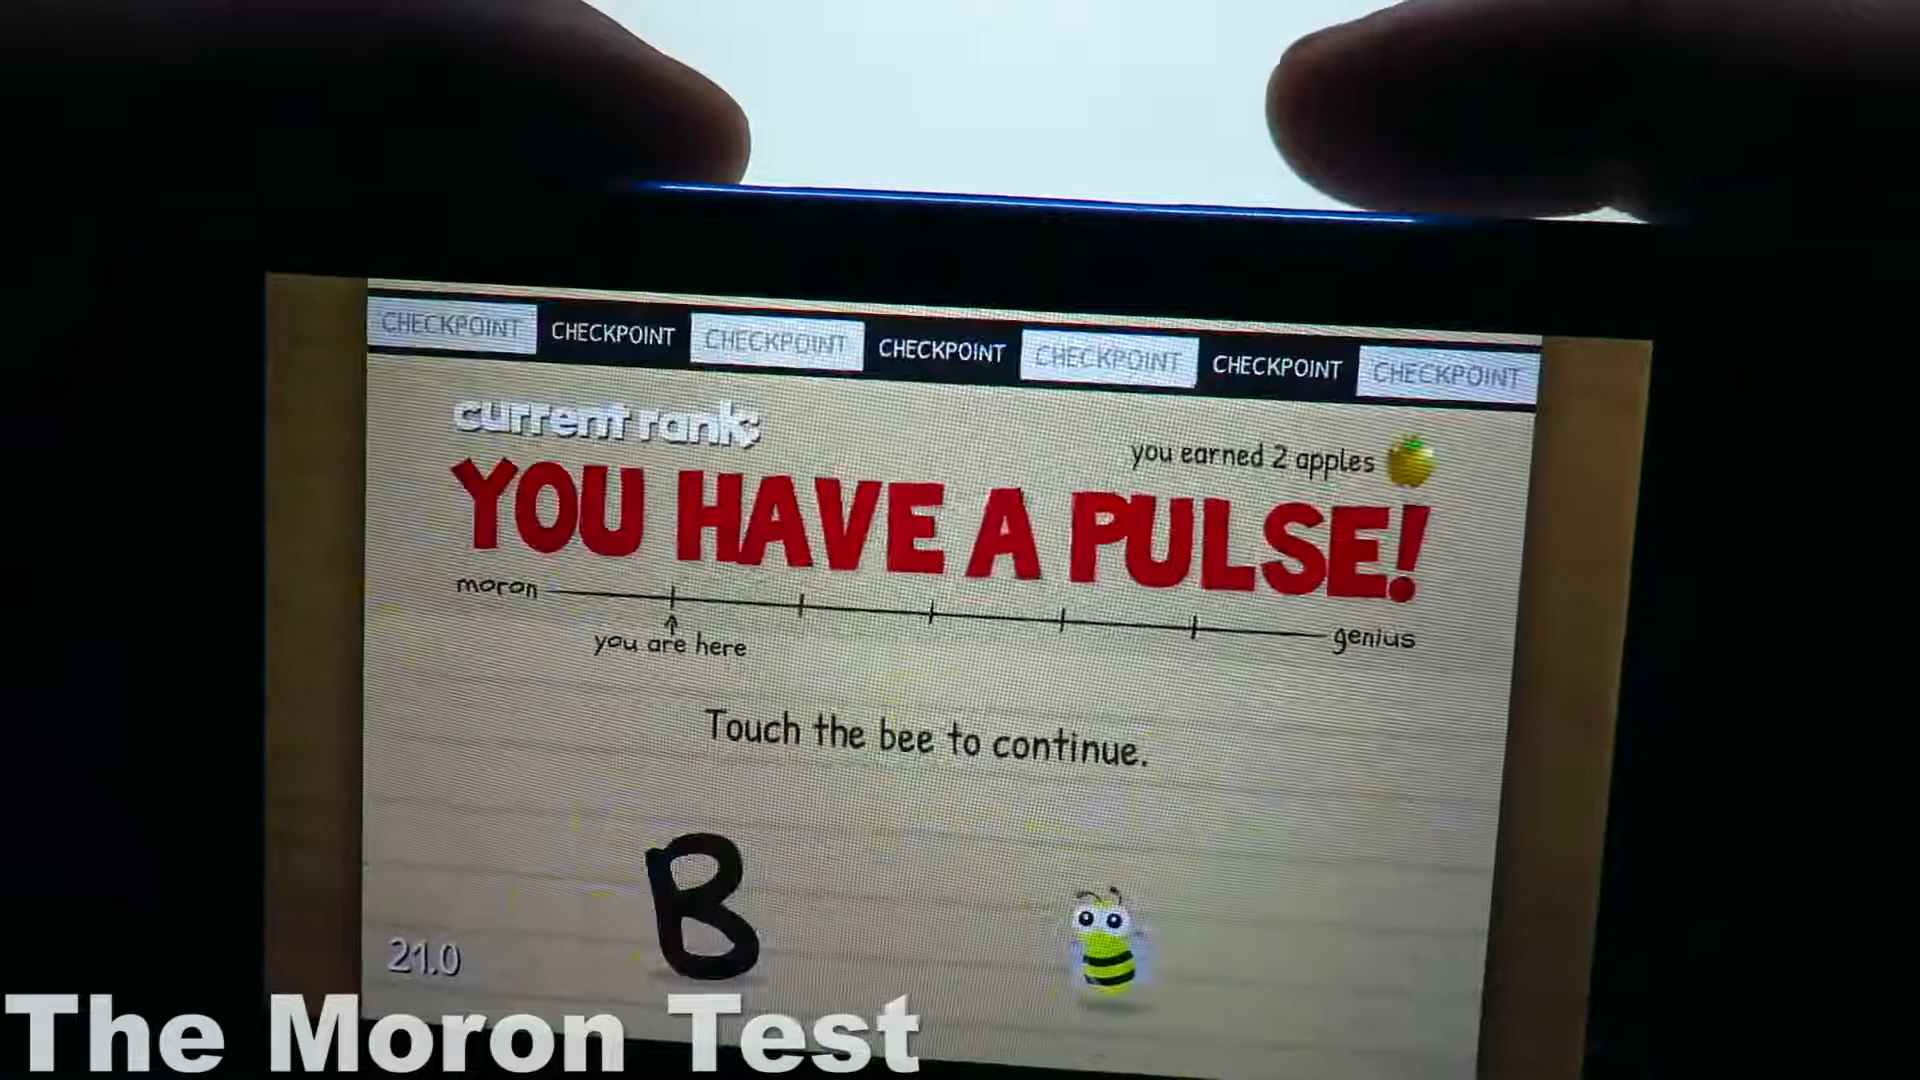 CHECKPOINT CHECKPOINT CHECKPOINT CHECKPOINT CHECKPOINT CHECKPOINT CHECKPOINT
current rank:
you earned 2 apples
YOU HAVE A PULSE!
moron
genius
you are here
Touch the bee to continue.
B
21.0
The Moron Test